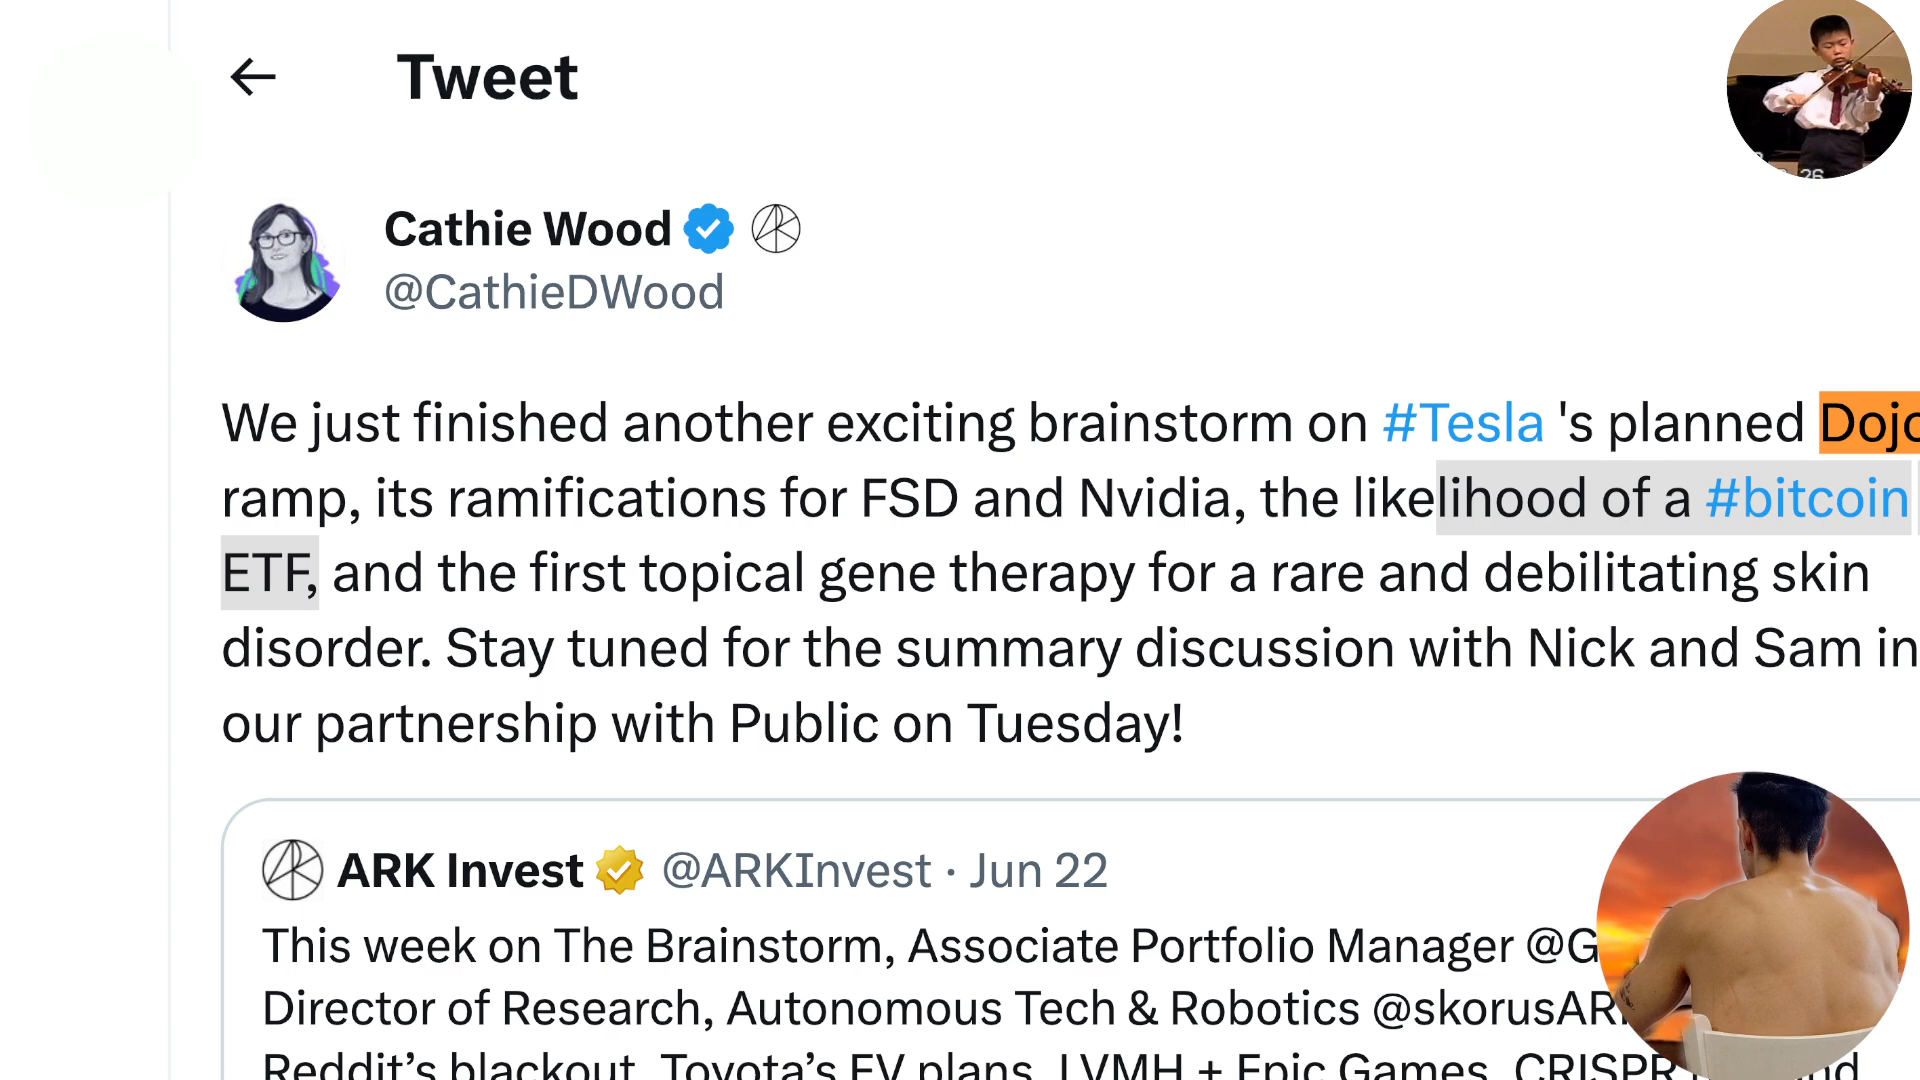 Tweet
Cathie Wood
@CathieDWood
We just finished another exciting brainstorm on #Tesla 's planned Dojo
ramp, its ramifications for FSD and Nvidia, the likelihood of a #bitcoin
ETF, and the first topical gene therapy for a rare and debilitating skin
disorder. Stay tuned for the summary discussion with Nick and Sam in
our partnership with Public on Tuesday!
ARK Invest @ARKInvest · Jun 22
This week on The Brainstorm, Associate Portfolio Manager @G
Director of Research, Autonomous Tech & Robotics @skorusAR
Reddit's blackout, Toyota's EV plans, LVMH + Epic Games, CRISPR
26